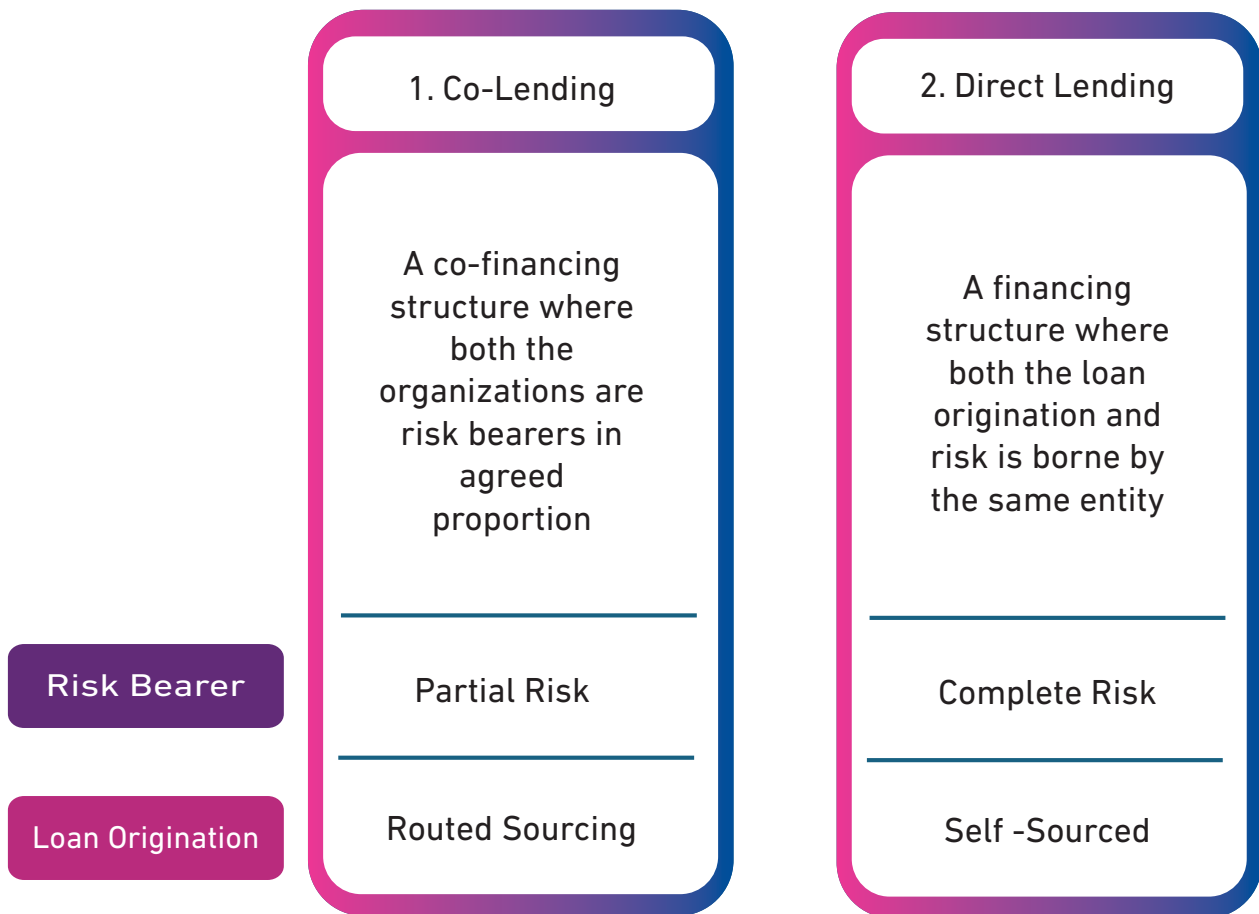 1. Co-Lending
A co-financing
structure where
both the
organizations are
risk bearers in
agreed
proportion
2. Direct Lending
A financing
structure where
both the loan
origination and
risk is borne by
the same entity
Risk Bearer
Partial Risk
Complete Risk
Loan Origination
Routed Sourcing
Self -Sourced